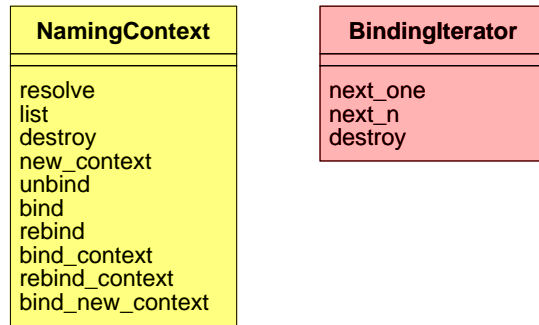 NamingContext
resolve
list
destroy
new_context
unbind
bind
rebind
bind_context
rebind_context
bind_new_context
BindingIterator
next_one
next_n
destroy